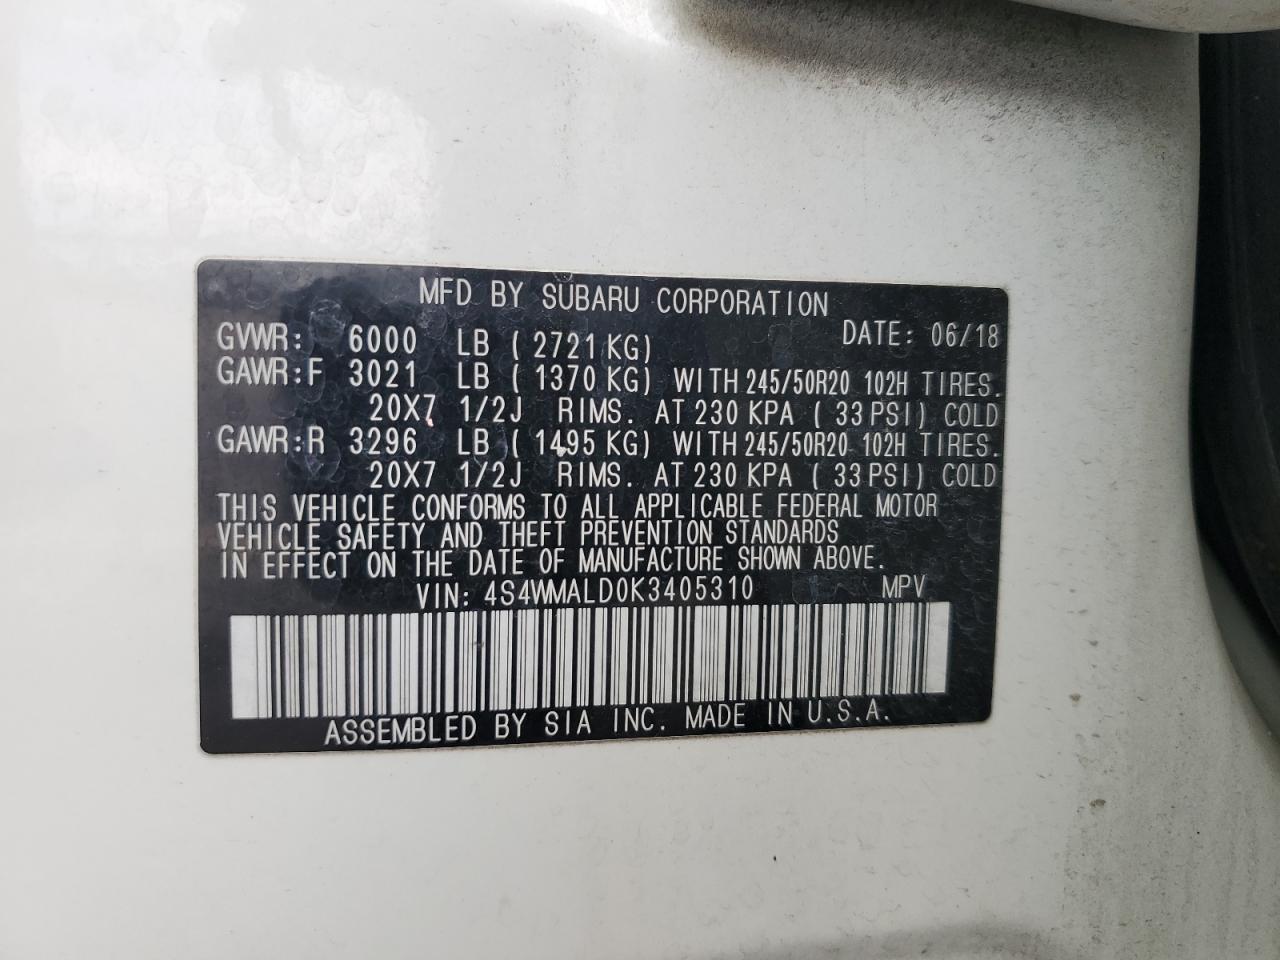 MFD BY SUBARU CORPORATION
GVWR: 6000 LB ( 2721 KG) DATE: 06/18
GAWR:F 3021 LB ( 1370 KG) WITH 245/50R20 102H TIRES.
20X7 1/2J RIMS. AT 230 KPA ( 33 PSI) COLD
GAWR:R 3296 LB ( 1495 KG) WITH 245/50R20 102H TIRES.
20X7 1/2J RIMS. AT 230 KPA ( 33 PSI) COLD
THIS VEHICLE CONFORMS TO ALL APPLICABLE FEDERAL MOTOR
VEHICLE SAFETY AND THEFT PREVENTION STANDARDS
IN EFFECT ON THE DATE OF MANUFACTURE SHOWN ABOVE.
VIN: 4S4WMALD0K3405310 MPV
ASSEMBLED BY SIA INC. MADE IN U.S.A.